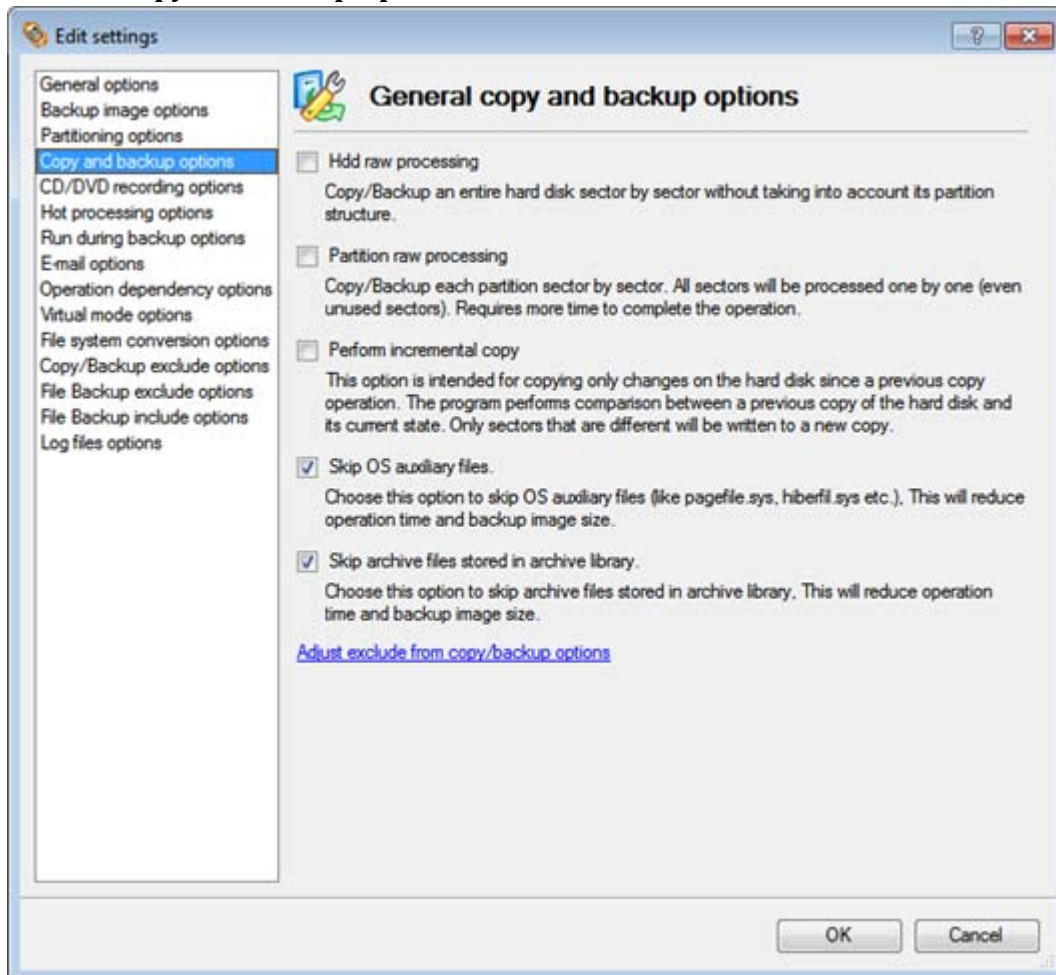 Edit settings
General options
Backup image options
Partitioning options
Copy and backup options
CD/DVD recording options
Hot processing options
Run during backup options
E-mail options
Operation dependency options
Virtual mode options
File system conversion options
Copy/Backup exclude options
File Backup exclude options
File Backup include options
Log files options
General copy and backup options
Hdd raw processing
Copy/Backup an entire hard disk sector by sector without taking into account its partition
structure.
Partition raw processing
Copy/Backup each partition sector by sector. All sectors will be processed one by one (even
unused sectors). Requires more time to complete the operation.
Perform incremental copy
This option is intended for copying only changes on the hard disk since a previous copy
operation. The program performs comparison between a previous copy of the hard disk and
its current state. Only sectors that are different will be written to a new copy.
Skip OS auxiliary files.
Choose this option to skip OS auxiliary files (like pagefile.sys, hiberfil.sys etc.), This will reduce
operation time and backup image size.
Skip archive files stored in archive library.
Choose this option to skip archive files stored in archive library, This will reduce operation
time and backup image size.
Adjust exclude from copy/backup options
OK
Cancel